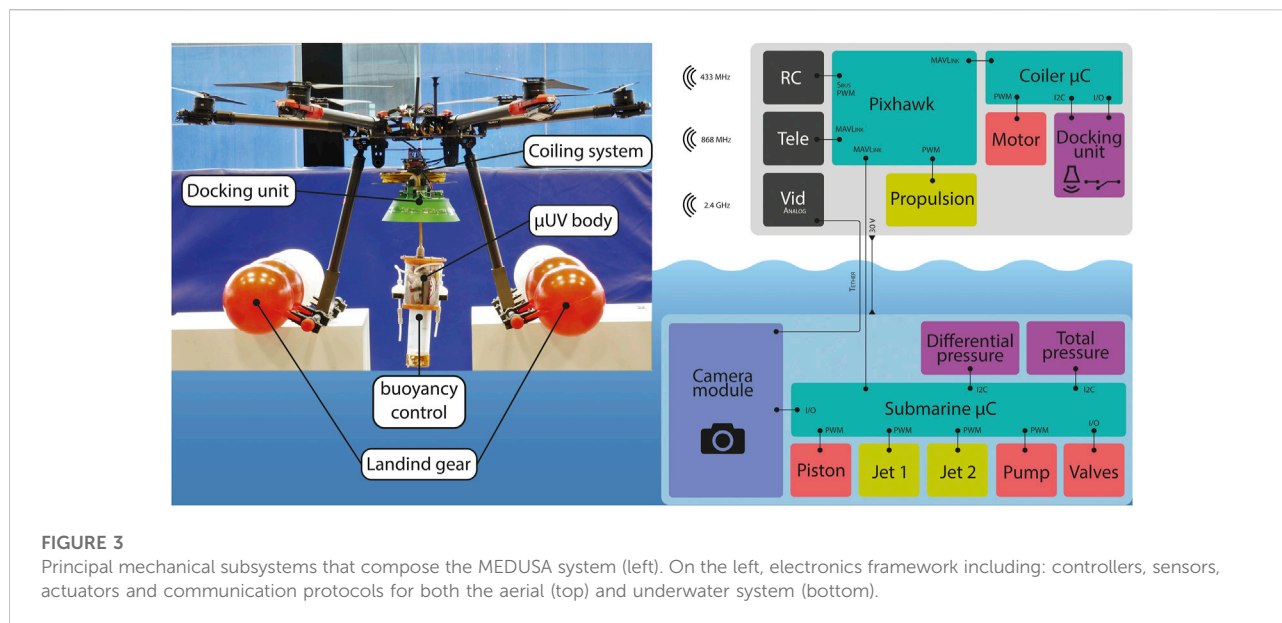 Coiling system
Docking unit
μUV body
buoyancy
control
Landind gear
433 MHz
868 MHz
2.4 GHz
RC
Tele
Vid
ANALOG
SBUS
PWM
MAVLINK
MAVLINK
Pixhawk
MAVLINK
PWM
Propulsion
Coiler μC
PWM
I2C
I/O
Motor
Docking
unit
30 V
TETHER
Camera
module
Differential
pressure
Total
pressure
I2C
I2C
I/O
Submarine μC
PWM
PWM
PWM
PWM
I/O
Piston
Jet 1
Jet 2
Pump
Valves
FIGURE 3
Principal mechanical subsystems that compose the MEDUSA system (left). On the left, electronics framework including: controllers, sensors,
actuators and communication protocols for both the aerial (top) and underwater system (bottom).